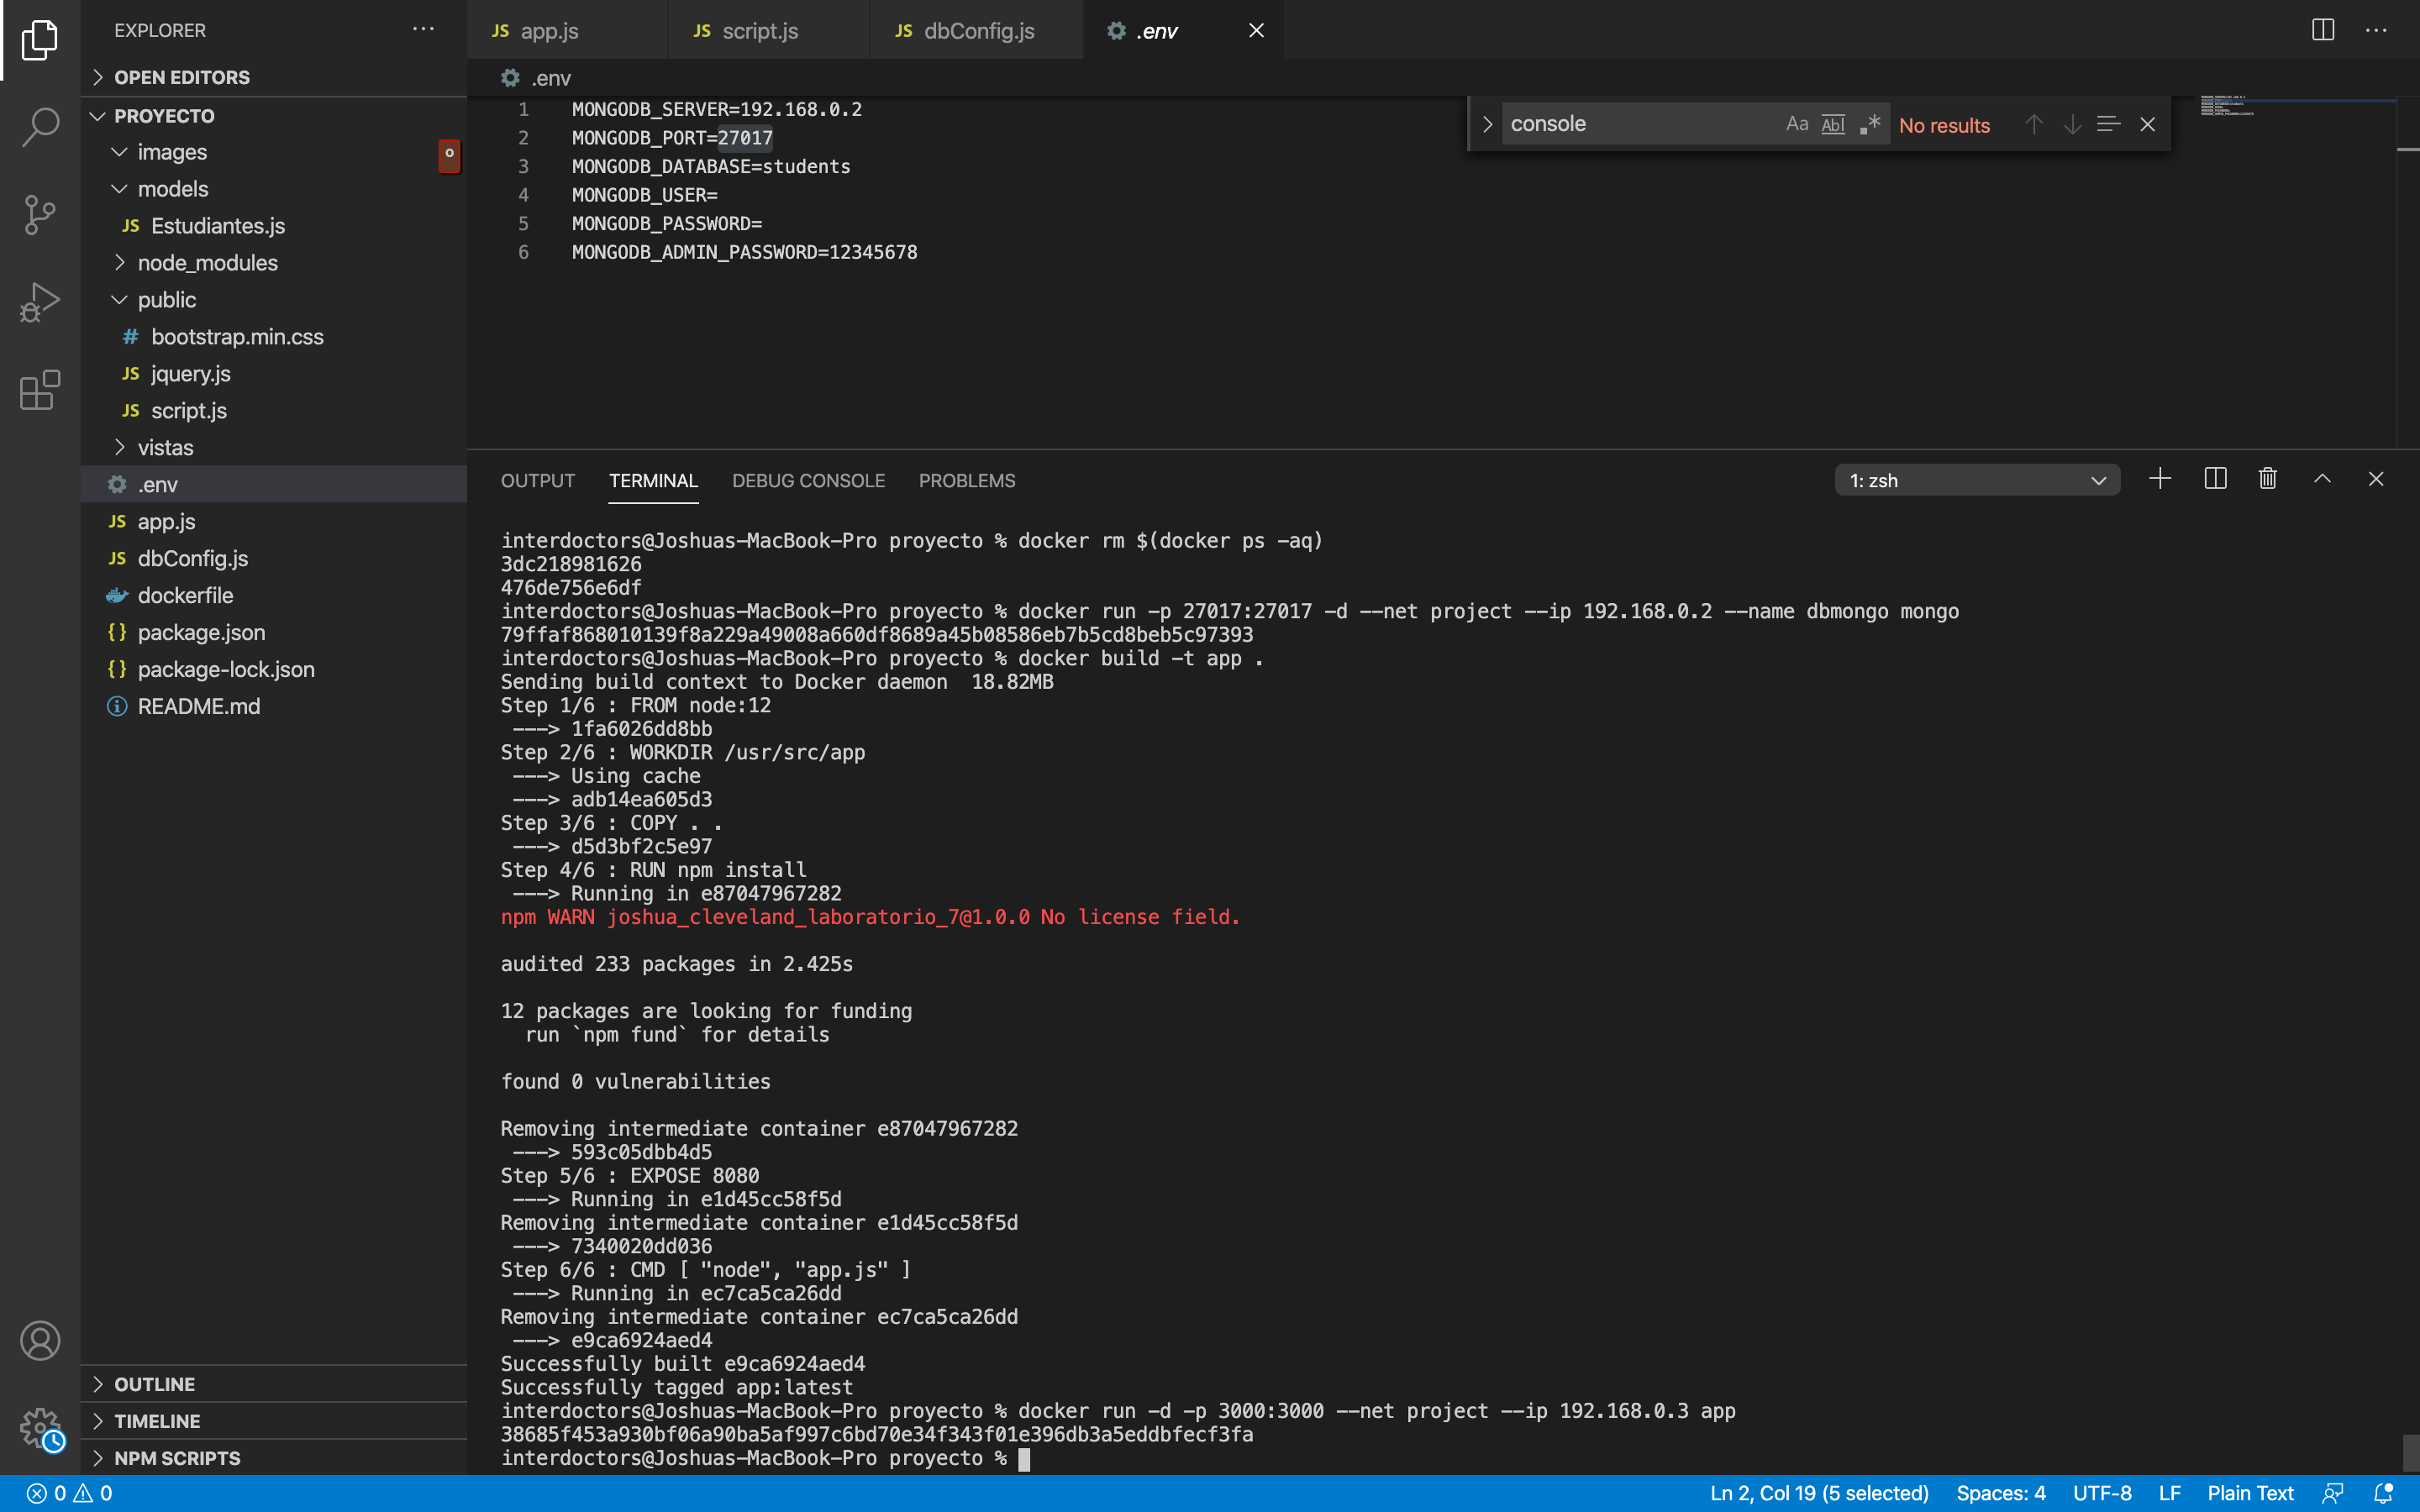 EXPLORER
OPEN EDITORS
PROYECTO
images
models
JS Estudiantes.js
node_modules
public
# bootstrap.min.css
JS jquery.js
JS script.js
vistas
.env
JS app.js
JS dbConfig.js
dockerfile
{} package.json
{} package-lock.json
README.md
OUTLINE
TIMELINE
NPM SCRIPTS
JS app.js
JS script.js
JS dbConfig.js
.env
.env
1 MONGODB_SERVER=192.168.0.2
2 MONGODB_PORT=27017
3 MONGODB_DATABASE=students
4 MONGODB_USER=
5 MONGODB_PASSWORD=
6 MONGODB_ADMIN_PASSWORD=12345678
console Aa Abl .* No results
OUTPUT TERMINAL DEBUG CONSOLE PROBLEMS 1: zsh
interdoctors@Joshuas-MacBook-Pro proyecto % docker rm $(docker ps -aq)
3dc218981626
476de756e6df
interdoctors@Joshuas-MacBook-Pro proyecto % docker run -p 27017:27017 -d --net project --ip 192.168.0.2 --name dbmongo mongo
79ffaf868010139f8a229a49008a660df8689a45b08586eb7b5cd8beb5c97393
interdoctors@Joshuas-MacBook-Pro proyecto % docker build -t app .
Sending build context to Docker daemon  18.82MB
Step 1/6 : FROM node:12
 ---> 1fa6026dd8bb
Step 2/6 : WORKDIR /usr/src/app
 ---> Using cache
 ---> adb14ea605d3
Step 3/6 : COPY . .
 ---> d5d3bf2c5e97
Step 4/6 : RUN npm install
 ---> Running in e87047967282
npm WARN joshua_cleveland_laboratorio_7@1.0.0 No license field.
audited 233 packages in 2.425s
12 packages are looking for funding
  run `npm fund` for details
found 0 vulnerabilities
Removing intermediate container e87047967282
 ---> 593c05dbb4d5
Step 5/6 : EXPOSE 8080
 ---> Running in e1d45cc58f5d
Removing intermediate container e1d45cc58f5d
 ---> 7340020dd036
Step 6/6 : CMD [ "node", "app.js" ]
 ---> Running in ec7ca5ca26dd
Removing intermediate container ec7ca5ca26dd
 ---> e9ca6924aed4
Successfully built e9ca6924aed4
Successfully tagged app:latest
interdoctors@Joshuas-MacBook-Pro proyecto % docker run -d -p 3000:3000 --net project --ip 192.168.0.3 app
38685f453a930bf06a90ba5af997c6bd70e34f343f01e396db3a5eddbfecf3fa
interdoctors@Joshuas-MacBook-Pro proyecto %
0 0 Ln 2, Col 19 (5 selected) Spaces: 4 UTF-8 LF Plain Text